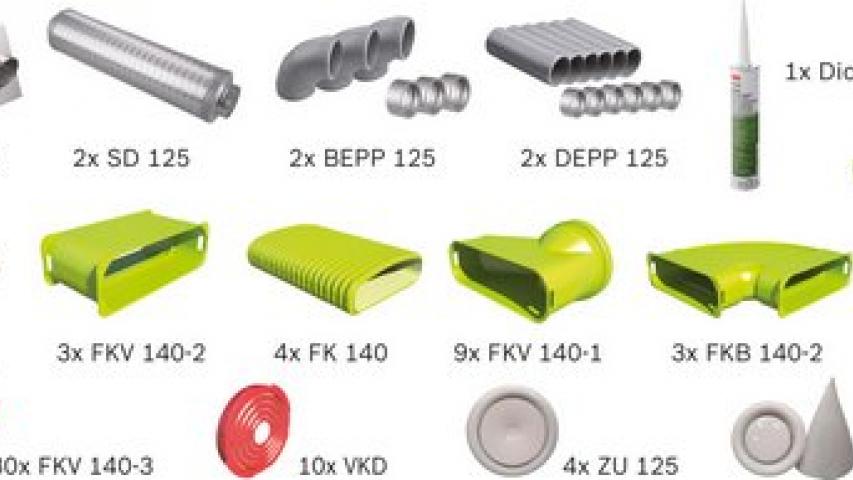 1x Dic
2x SD 125
2x BEPP 125
2x DEPP 125
3x FKV 140-2
4x FK 140
9x FKV 140-1
3x FKB 140-2
0x FKV 140-3
10x VKD
4x ZU 125